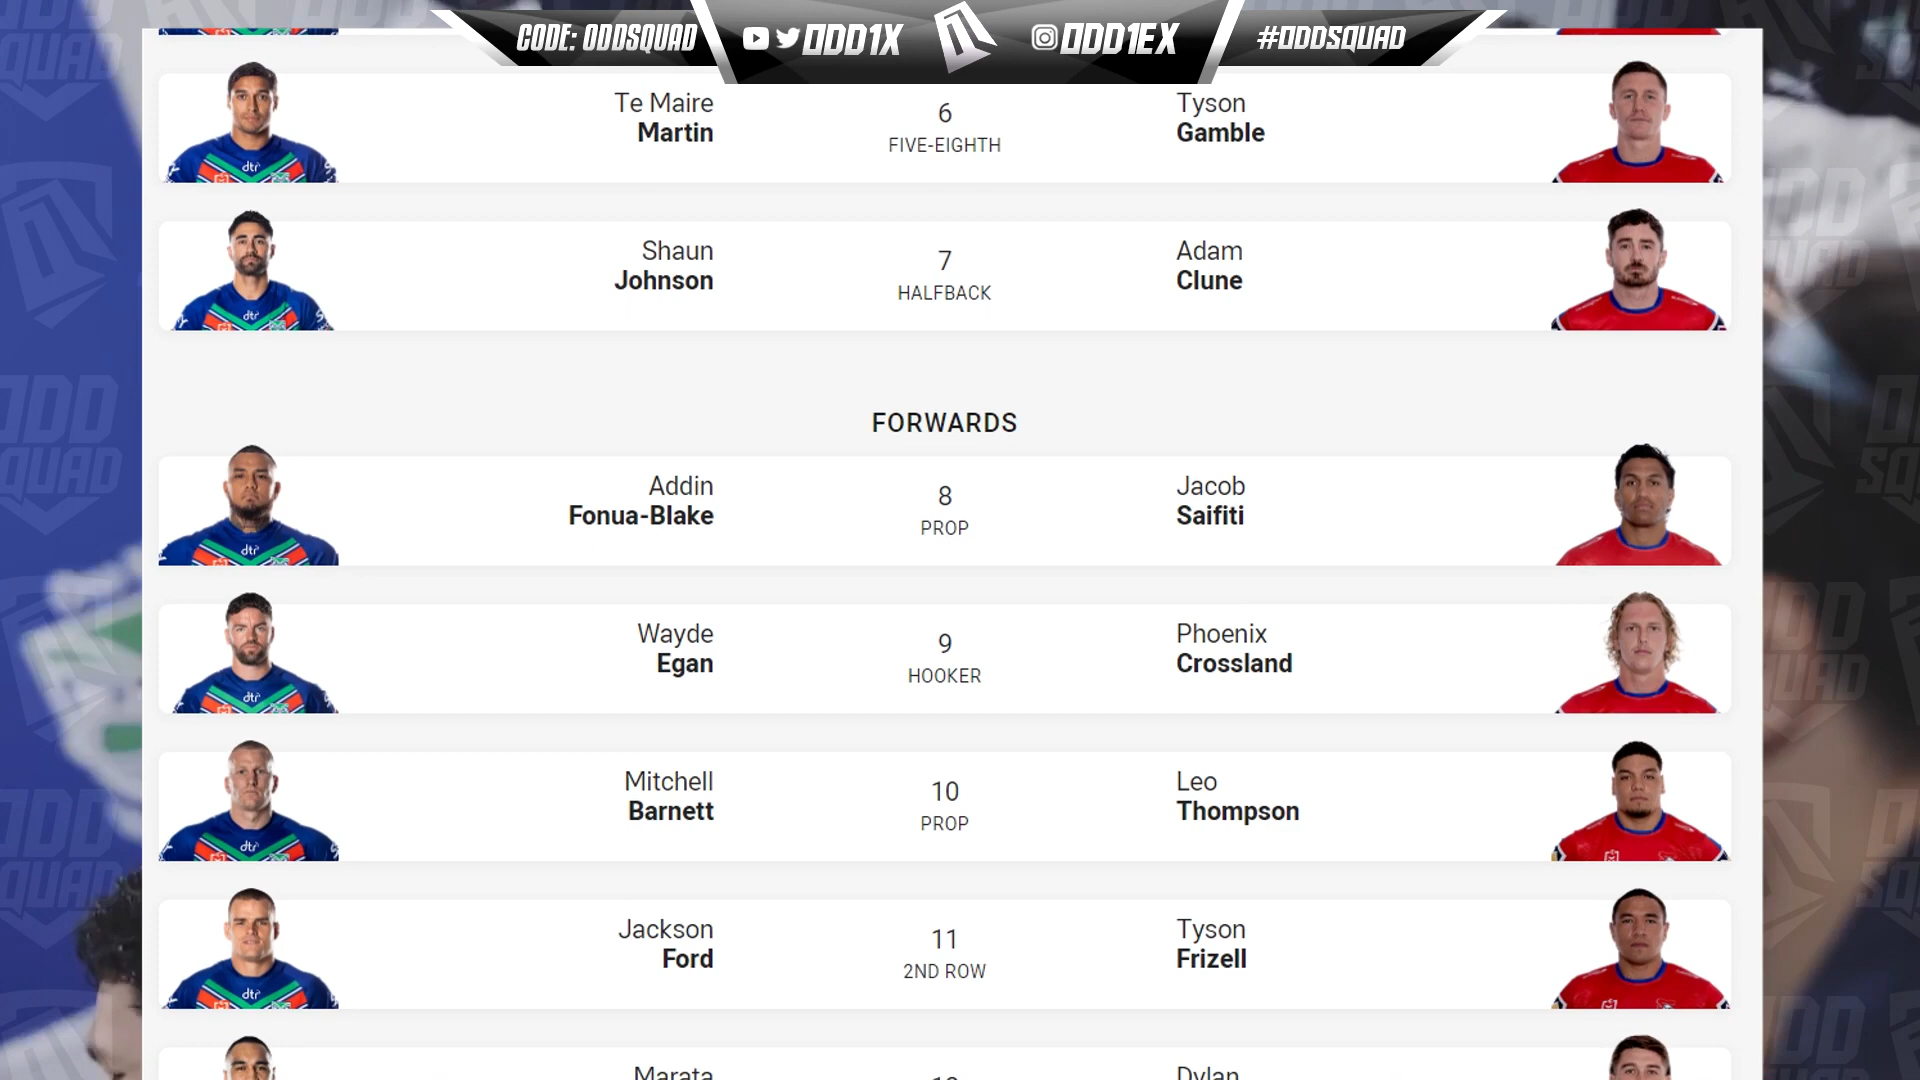 CODE: ODDSQUAD
ODD1X
ODD1EX
#ODDSQUAD
Te Maire
Martin
6
FIVE-EIGHTH
Tyson
Gamble
Shaun
Johnson
7
HALFBACK
Adam
Clune
FORWARDS
Addin
Fonua-Blake
8
PROP
Jacob
Saifiti
Wayde
Egan
9
HOOKER
Phoenix
Crossland
Mitchell
Barnett
10
PROP
Leo
Thompson
Jackson
Ford
11
2ND ROW
Tyson
Frizell
Marata
Dylan